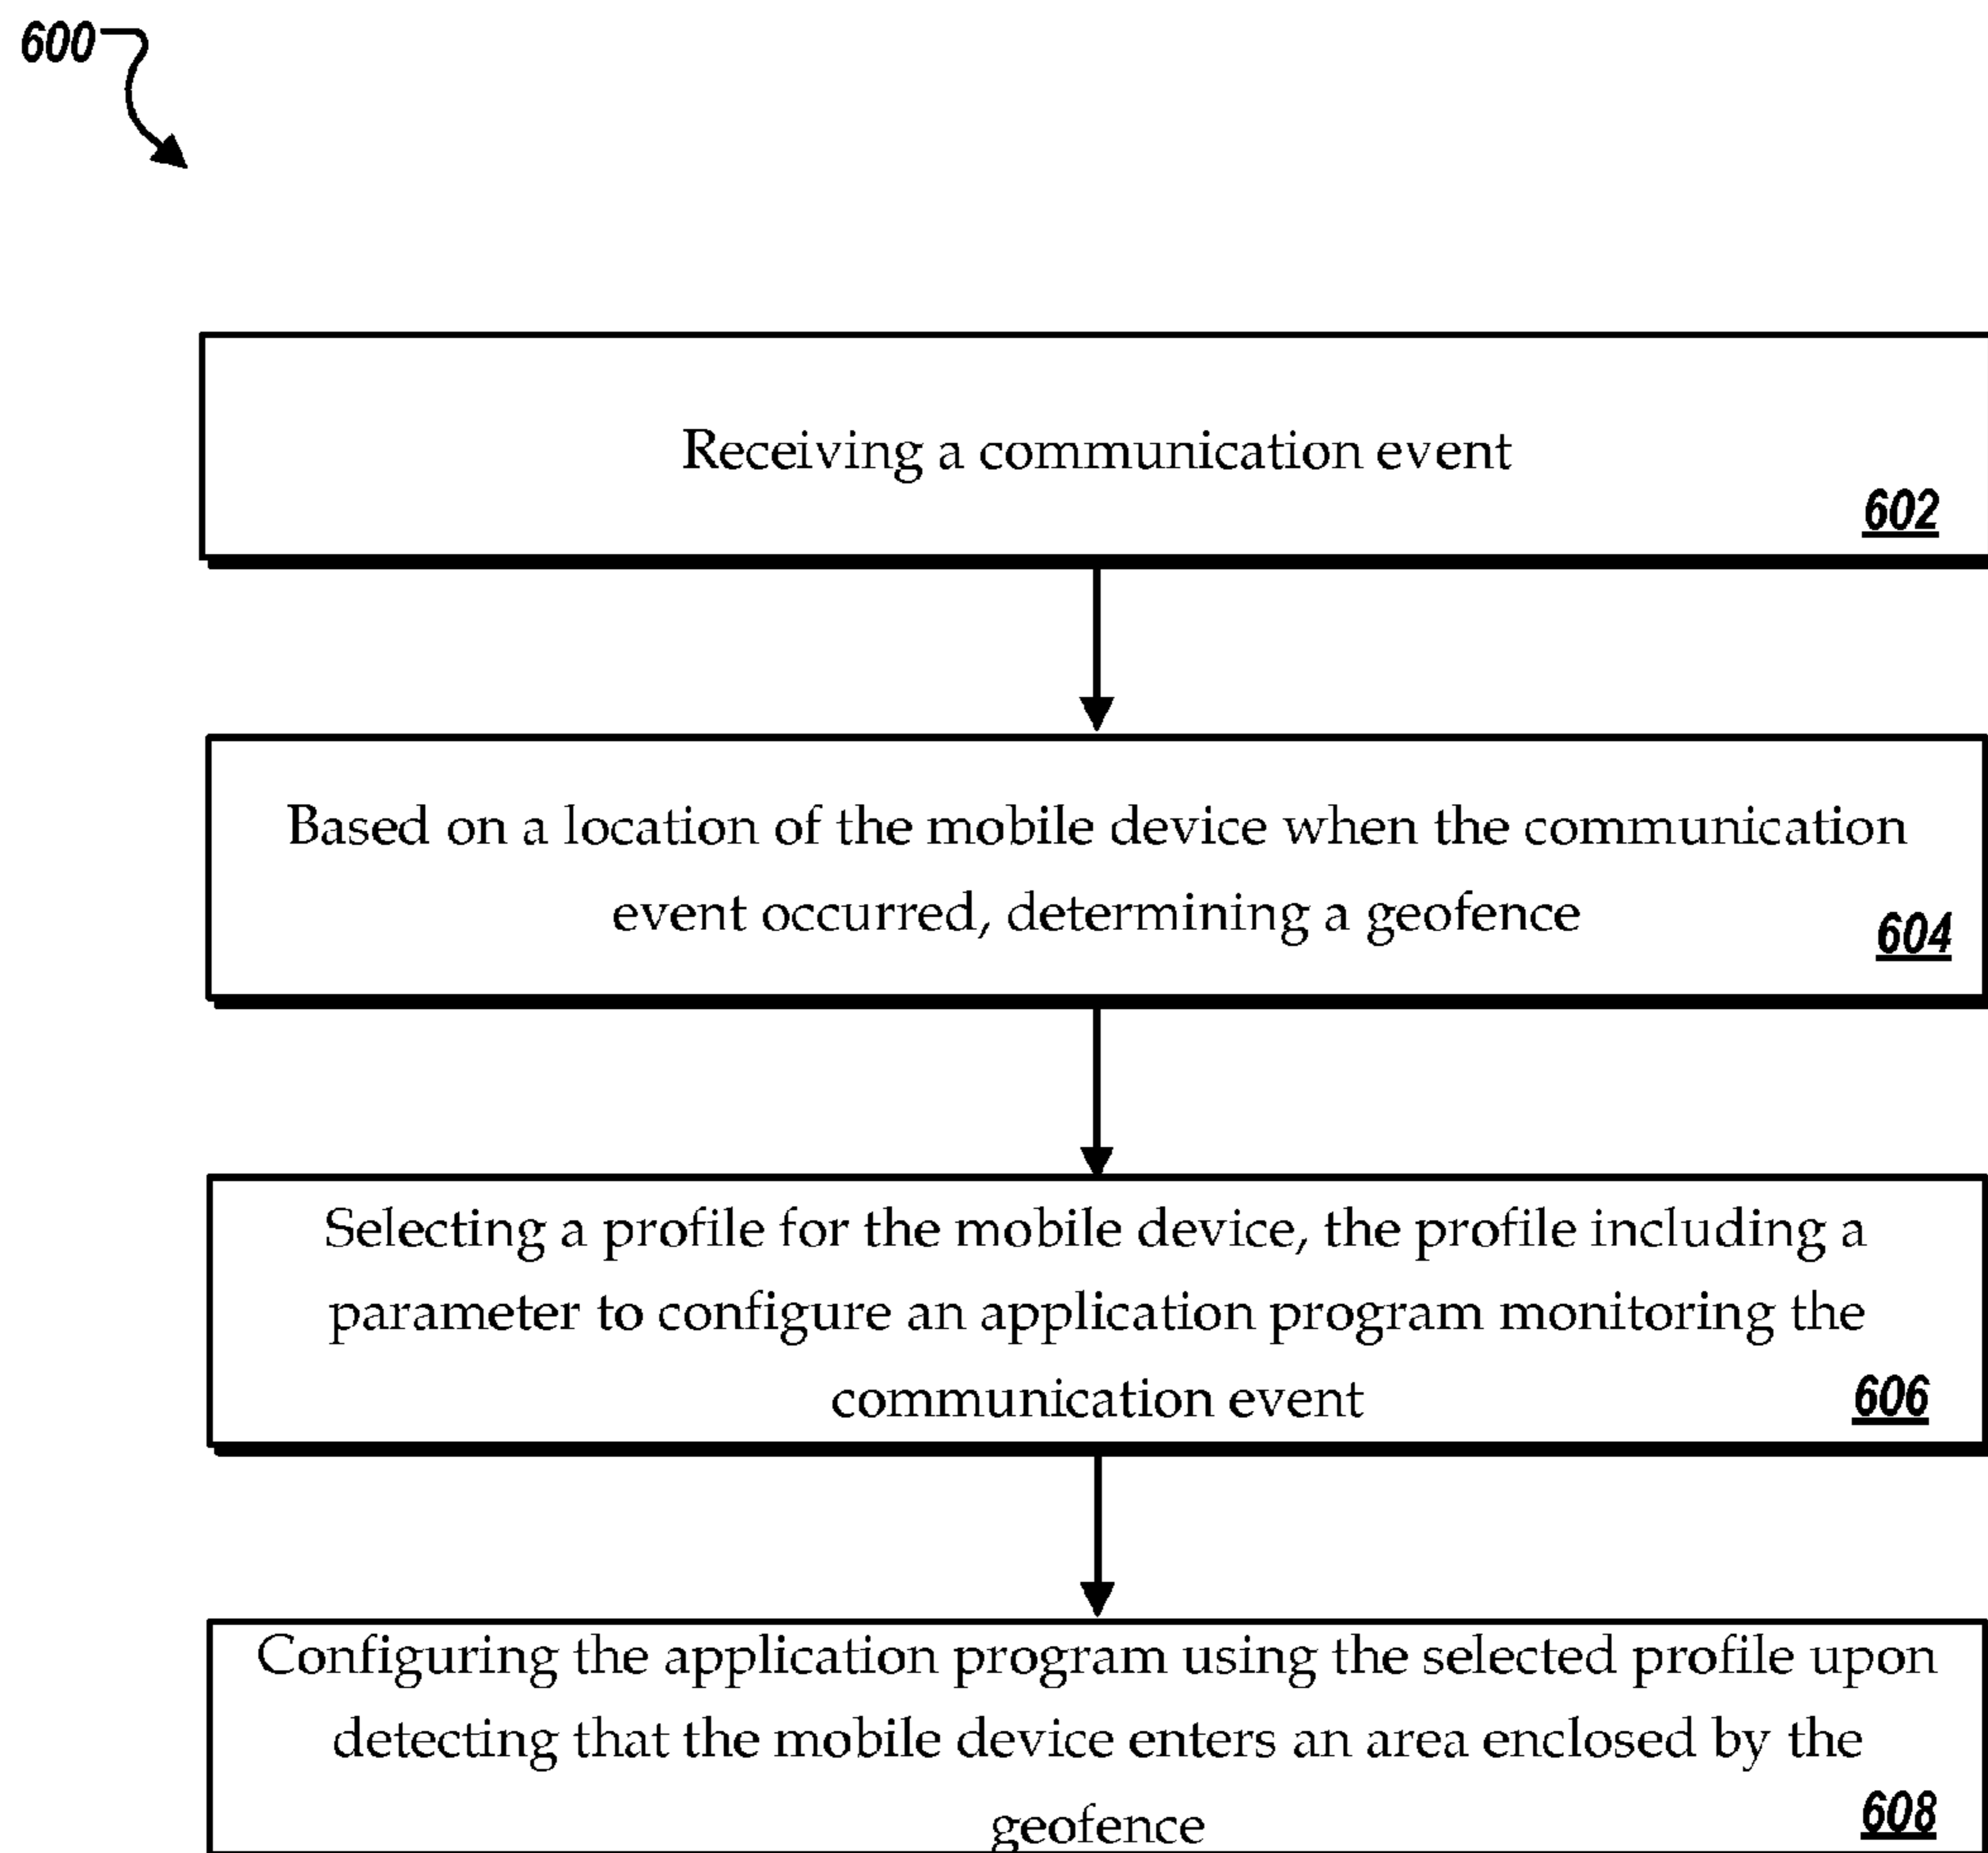 600
Receiving a communication event
602
Based on a location of the mobile device when the communication
event occurred, determining a geofence
604
Selecting a profile for the mobile device, the profile including a
parameter to configure an application program monitoring the
communication event
606
Configuring the application program using the selected profile upon
detecting that the mobile device enters an area enclosed by the
geofence
608